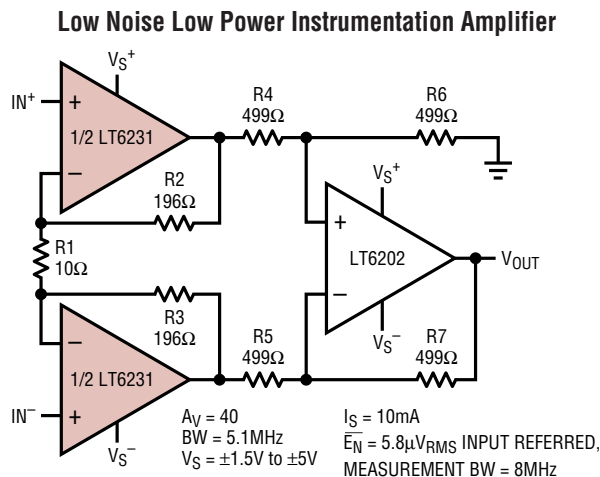 Low Noise Low Power Instrumentation Amplifier
VS+
IN+
+
1/2 LT6231
–
R4
499Ω
R6
499Ω
R2
196Ω
VS+
R1
10Ω
+
LT6202
–
VOUT
R3
196Ω
VS–
–
1/2 LT6231
+
R5
499Ω
R7
499Ω
IN–
VS–
AV = 40
BW = 5.1MHz
VS = ±1.5V to ±5V
IS = 10mA
EN = 5.8µVRMS INPUT REFERRED,
MEASUREMENT BW = 8MHz